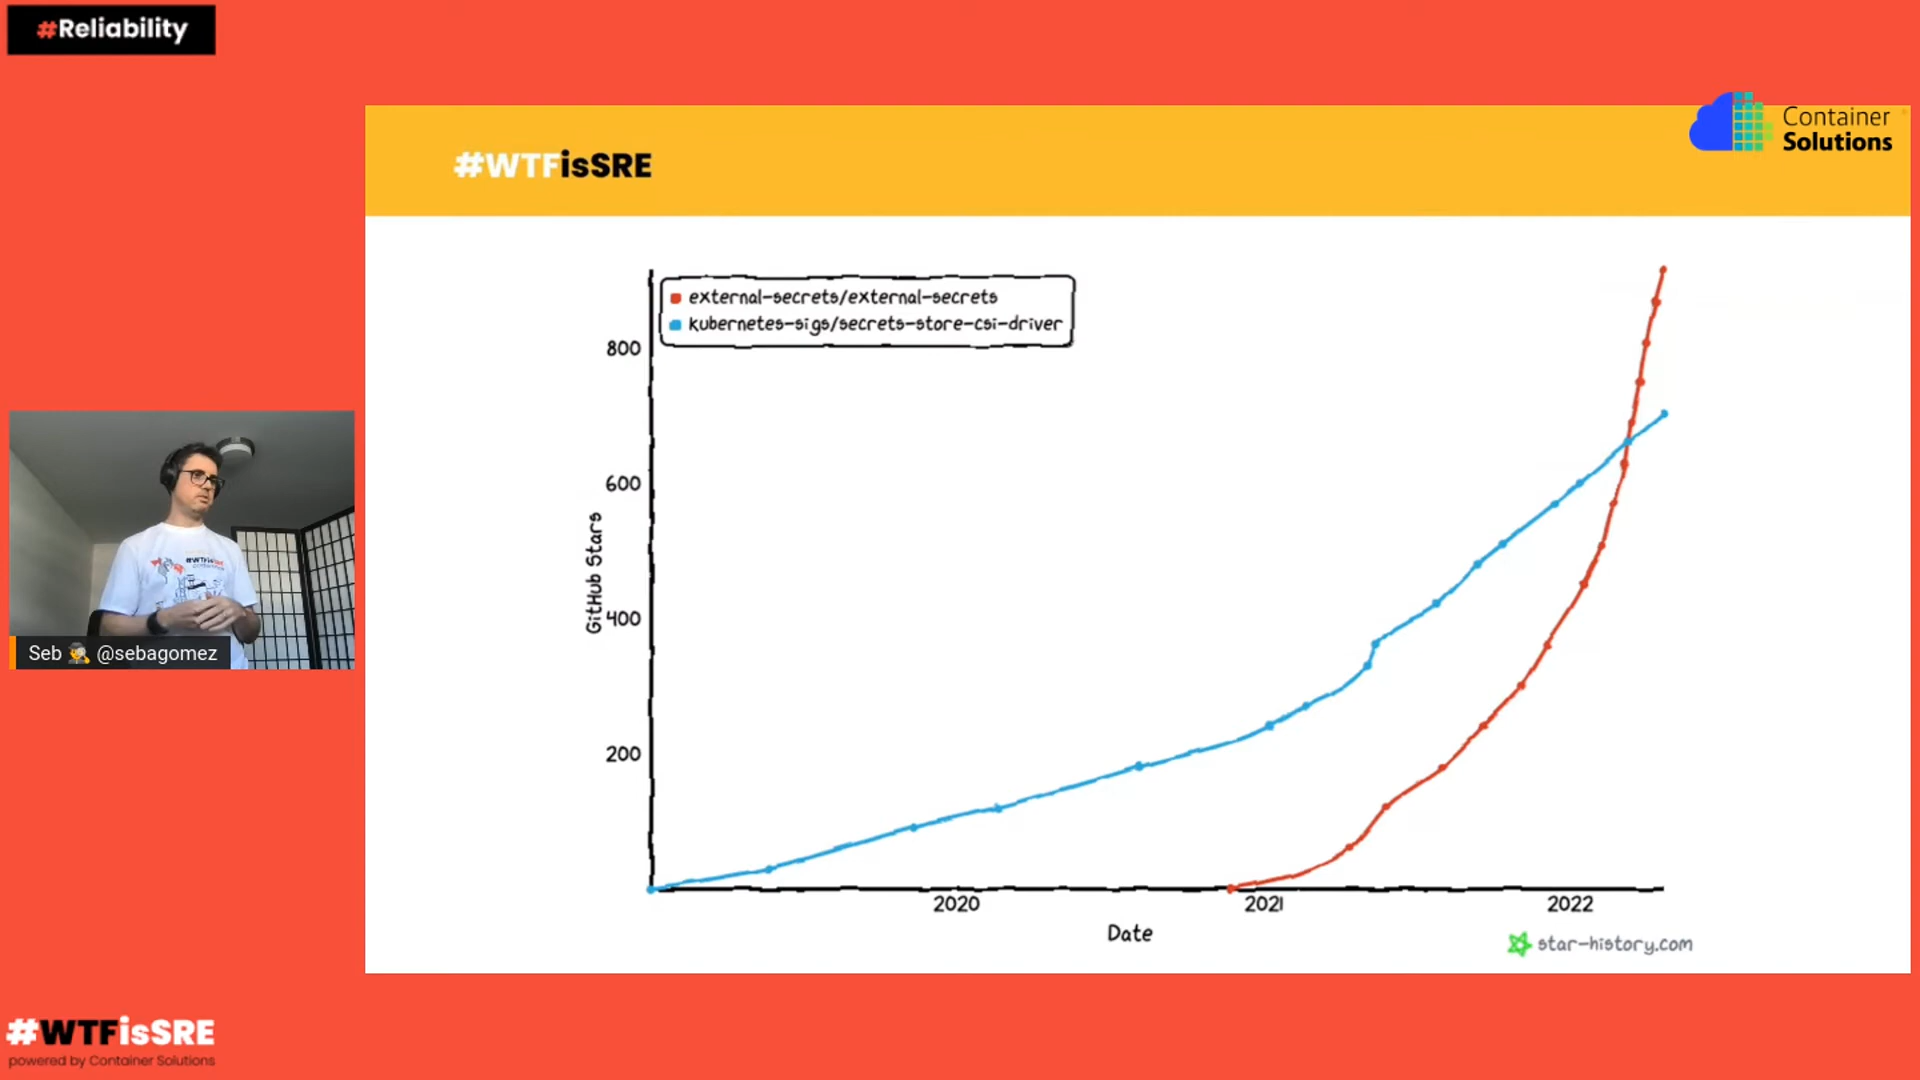 #Reliability
Container
Solutions
#WTFisSRE
external-secrets/external-secrets
kubernetes-sigs/secrets-store-csi-driver
800
600
400
200
GitHub Stars
2020
2021
2022
Date
star-history.com
#WTFisSRE
Seb 🕵️ @sebagomez
#WTFisSRE
powered by Container Solutions